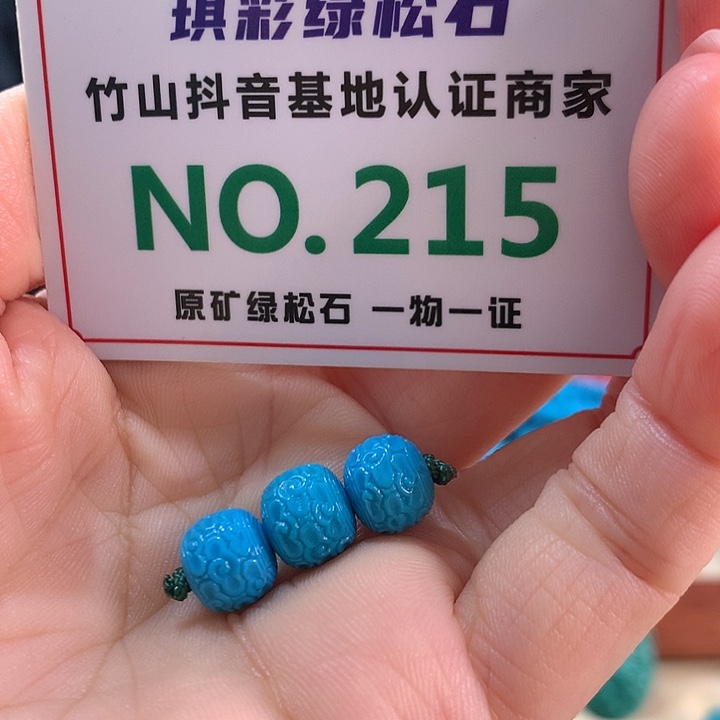 琪彩绿松石
竹山抖音基地认证商家
NO.215
原矿绿松石 一物一证